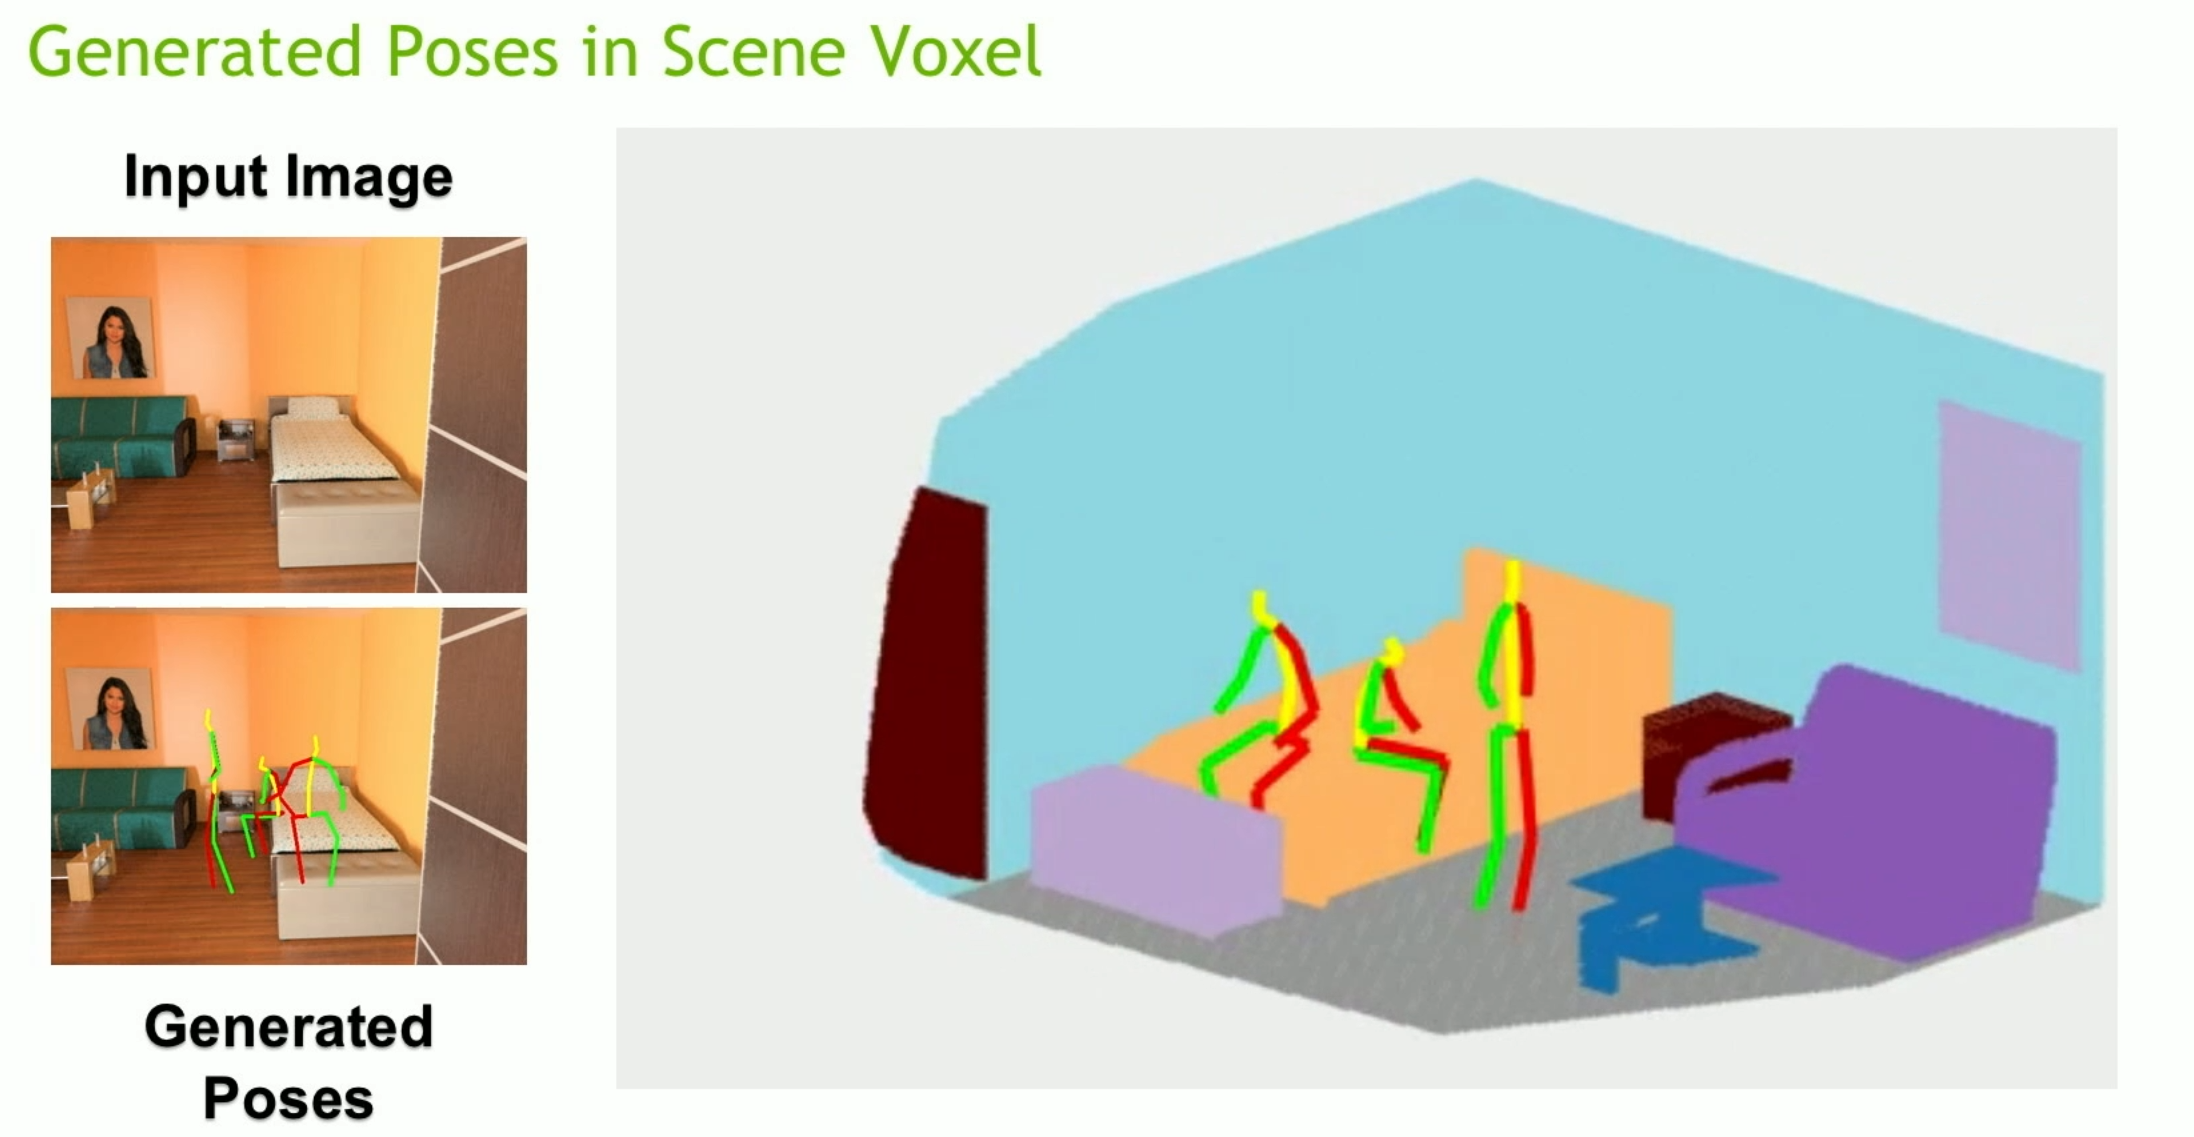 Generated Poses in Scene Voxel
Input Image
Generated
Poses